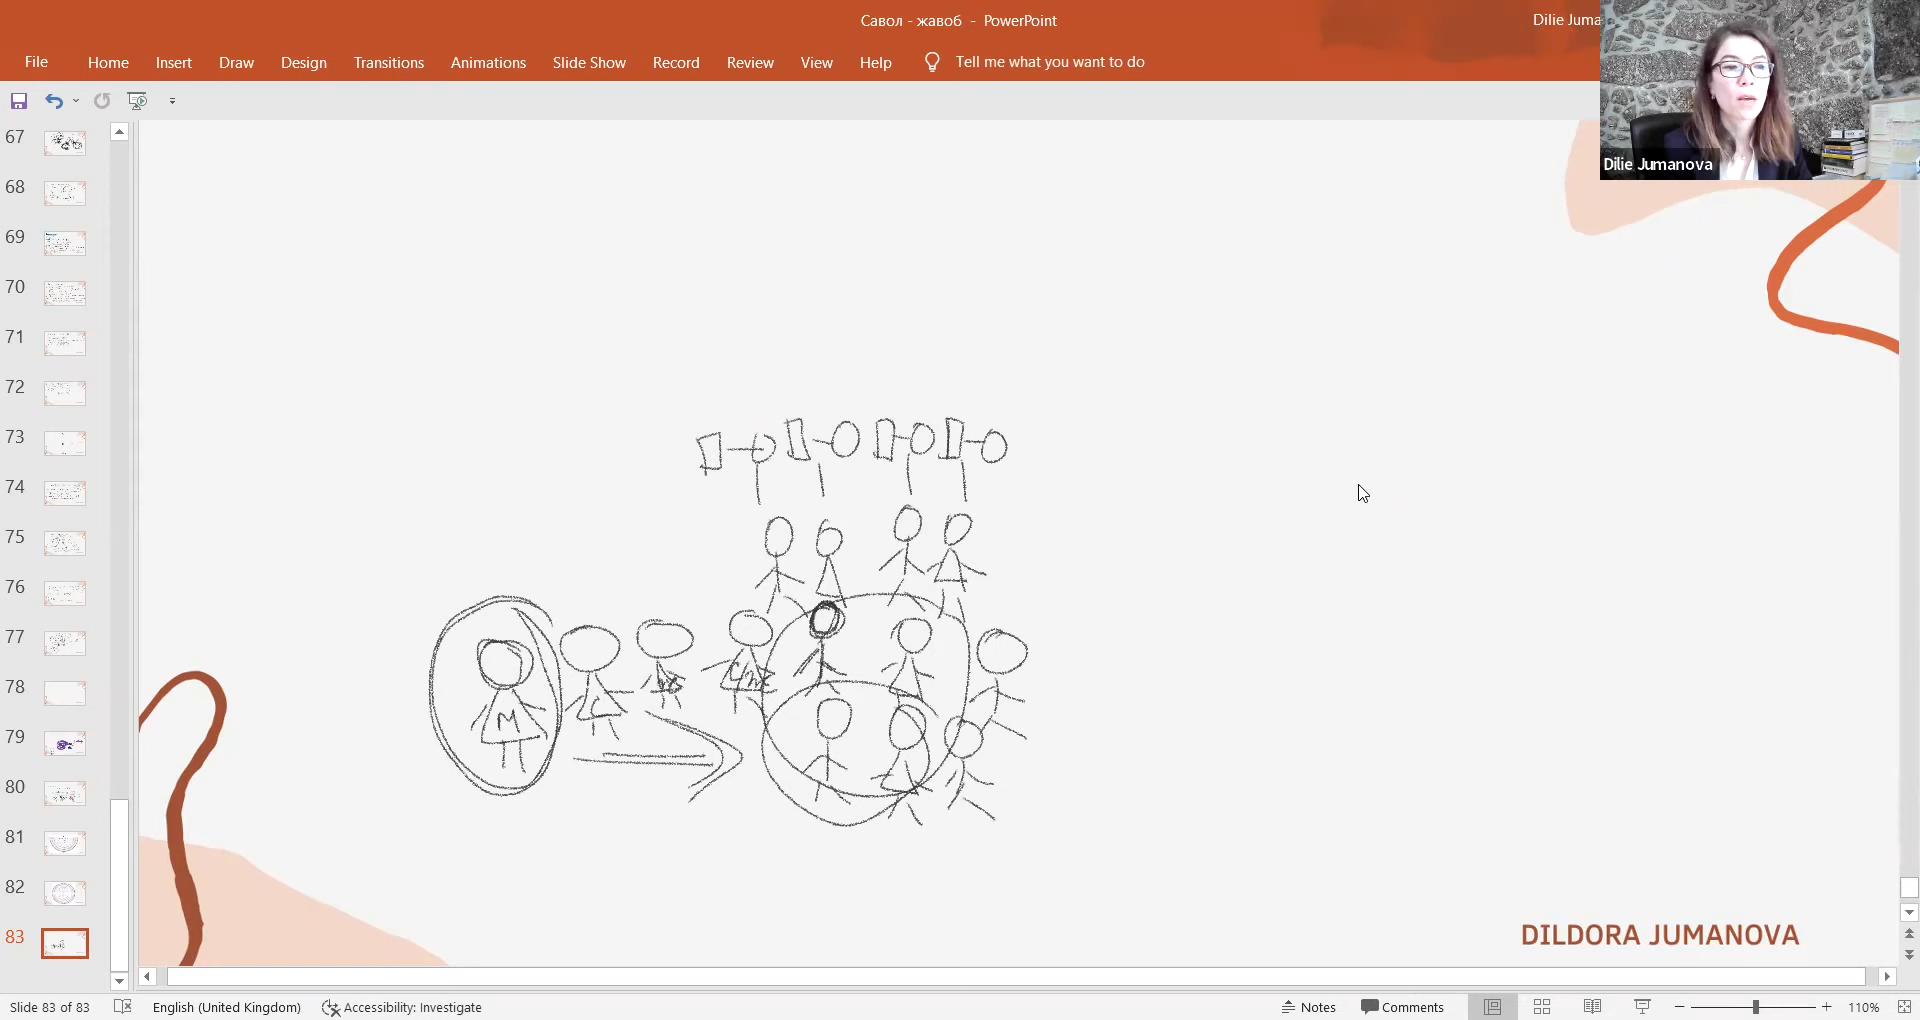 Савол - жавоб - PowerPoint
Dilie Juma
File Home Insert Draw Design Transitions Animations Slide Show Record Review View Help Tell me what you want to do
Dilie Jumanova
67
68
69
70
71
72
73
74
75
76
77
78
79
80
81
82
83
M
DILDORA JUMANOVA
Slide 83 of 83 English (United Kingdom) Accessibility: Investigate Notes Comments 110%